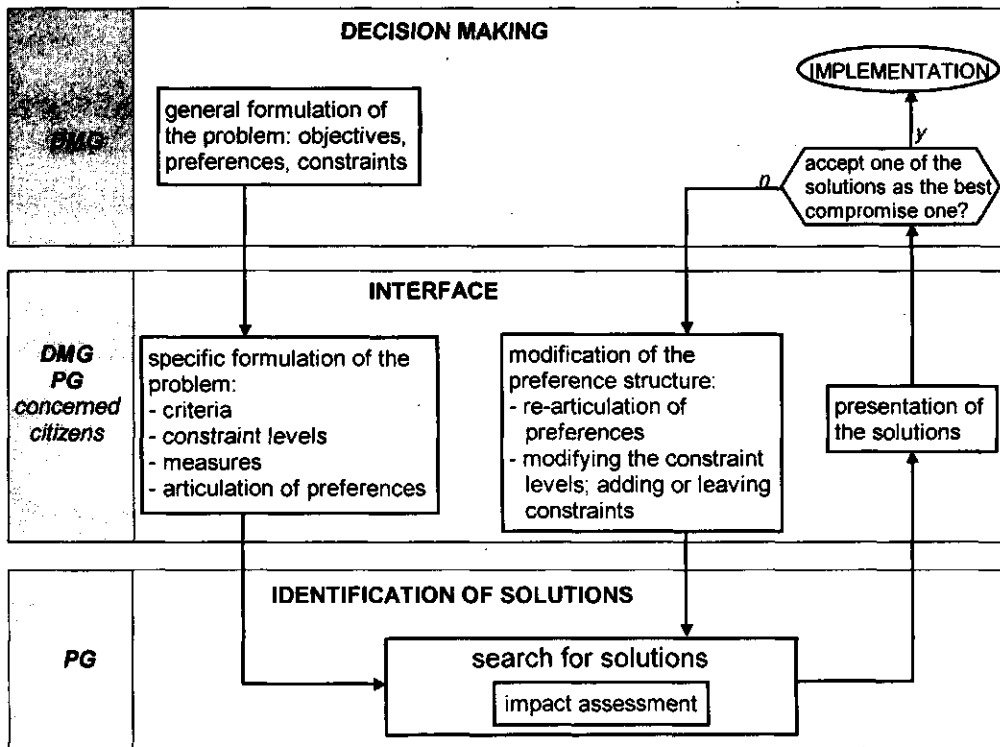 DECISION MAKING
DMG
general formulation of
the problem: objectives,
preferences, constraints
IMPLEMENTATION
y
n
accept one of the
solutions as the best
compromise one?
INTERFACE
DMG
PG
concerned
citizens
specific formulation of the
problem:
- criteria
- constraint levels
- measures
- articulation of preferences
modification of the
preference structure:
- re-articulation of
preferences
- modifying the constraint
levels; adding or leaving
constraints
presentation of
the solutions
IDENTIFICATION OF SOLUTIONS
PG
search for solutions
impact assessment